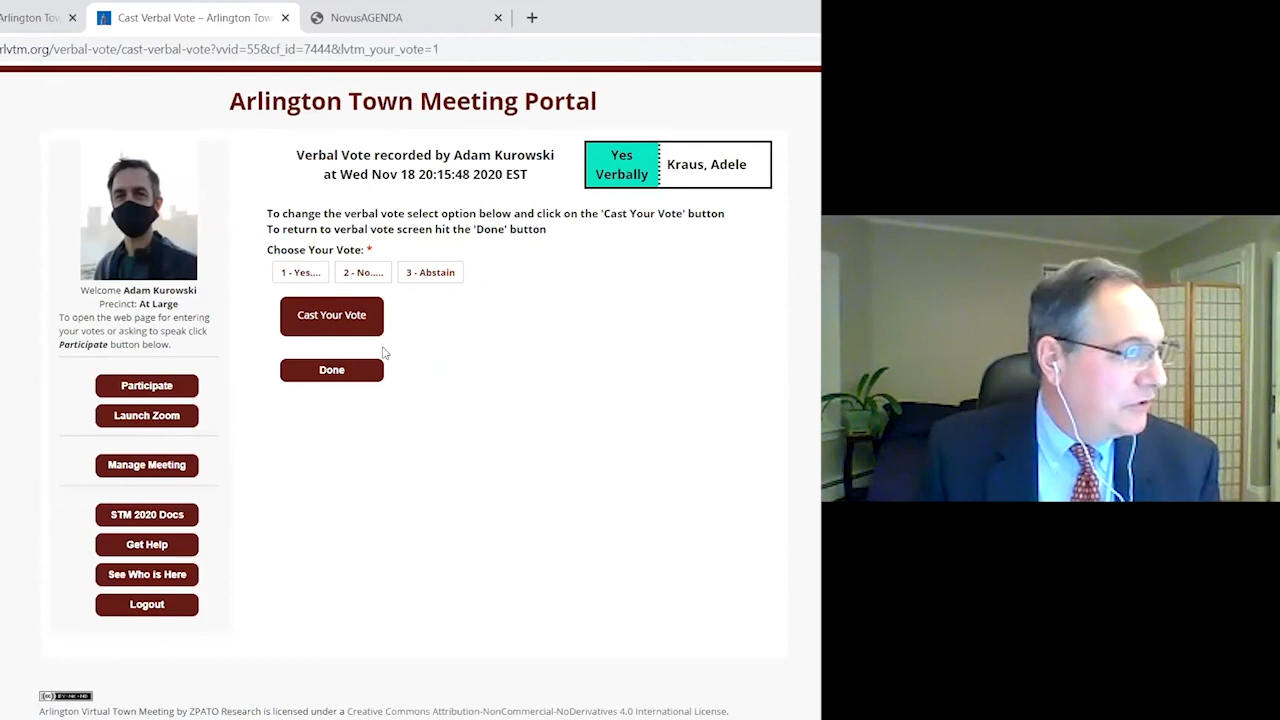 Arlington Tow
Cast Verbal Vote – Arlington Town
NovusAGENDA
rlvtm.org/verbal-vote/cast-verbal-vote?vvid=55&cf_id=7444&lvtm_your_vote=1
Arlington Town Meeting Portal
Verbal Vote recorded by Adam Kurowski
at Wed Nov 18 20:15:48 2020 EST
Yes
Verbally
Kraus, Adele
To change the verbal vote select option below and click on the 'Cast Your Vote' button
To return to verbal vote screen hit the 'Done' button
Choose Your Vote: *
1 - Yes....
2 - No.....
3 - Abstain
Cast Your Vote
Done
Welcome Adam Kurowski
Precinct: At Large
To open the web page for entering
your votes or asking to speak click
Participate button below.
Participate
Launch Zoom
Manage Meeting
STM 2020 Docs
Get Help
See Who is Here
Logout
Arlington Virtual Town Meeting by ZPATO Research is licensed under a Creative Commons Attribution-NonCommercial-NoDerivatives 4.0 International License.